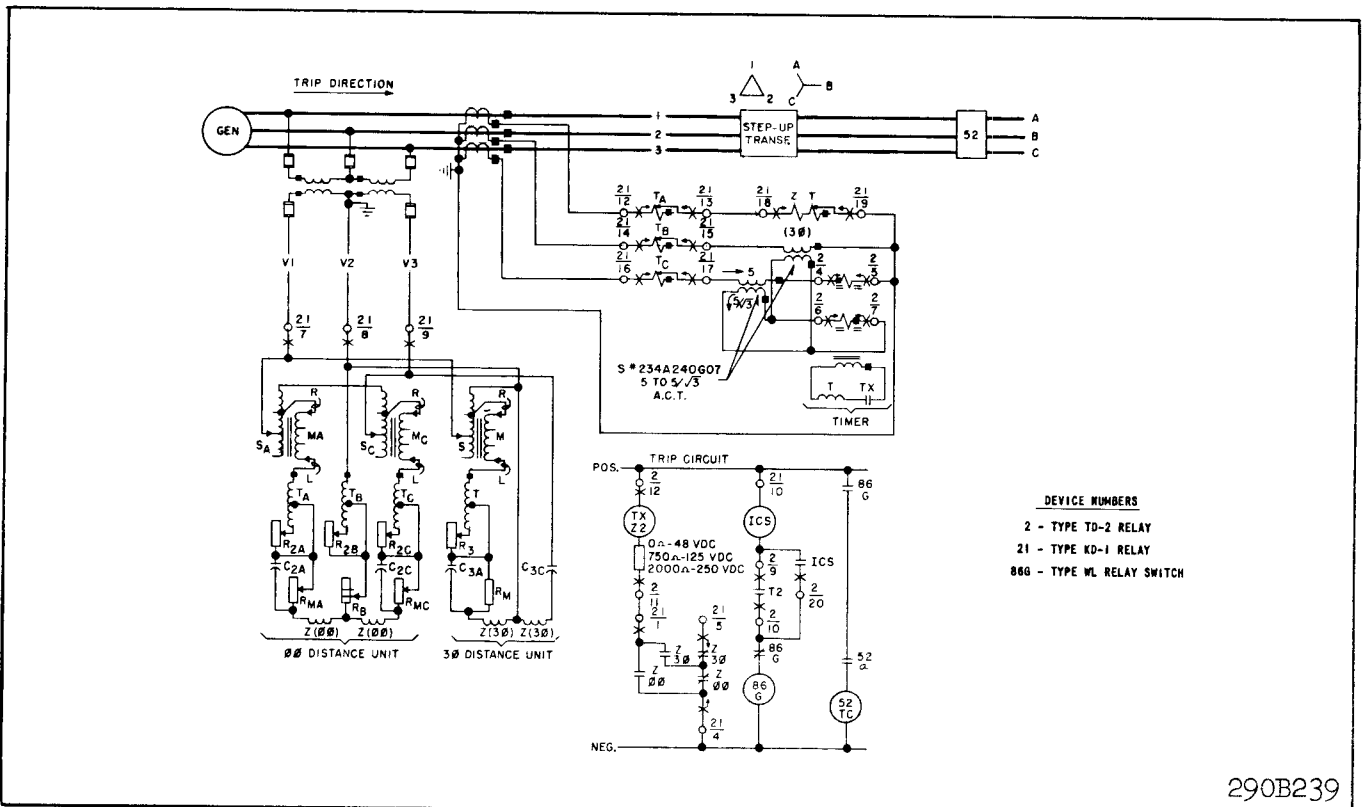 TRIP DIRECTION
GEN
1
2
3
1
3 2
A
B
C
STEP-UP
TRANSF.
52
A
B
C
21
12
TA
21
13
21
18
Z T
21
19
21
14
TB
21
15
(3Ø)
21
16
TC
21
17
5
5/√3
2
4
2
5
2
6
2
7
S#234A240G07
5 TO 5/√3
A.C.T.
T TX
TIMER
V1 V2 V3
21
7
21
8
21
9
R R R
SA MA SC MC S M
L L L
TA TB TC T
R2A R2B R2C R3
C2A C2C C3A C3C
RMA RB RMC RM
Z(ØØ) Z(ØØ) Z(3Ø) Z(3Ø)
ØØ DISTANCE UNIT 3Ø DISTANCE UNIT
TRIP CIRCUIT
POS.
2
12
TX
Z2
0Ω-48 VDC
750Ω-125 VDC
2000Ω-250 VDC
2
11
21
1
Z
3Ø
Z
ØØ
21
5
Z
3Ø
Z
ØØ
21
4
21
10
ICS
2
9
ICS
T2
2
20
2
10
86
G
86
G
86
G
52
a
52
TC
NEG.
DEVICE NUMBERS
2 - TYPE TD-2 RELAY
21 - TYPE KD-1 RELAY
86G - TYPE WL RELAY SWITCH
290B239